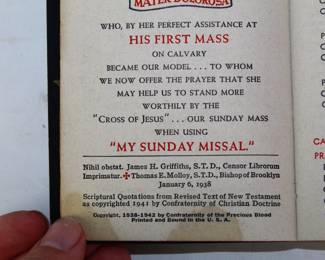 MATER DOLOROSA
WHO, BY HER PERFECT ASSISTANCE AT
HIS FIRST MASS
ON CALVARY
BECAME OUR MODEL . . . TO WHOM
WE NOW OFFER THE PRAYER THAT SHE
MAY HELP US TO STAND MORE
WORTHILY BY THE
"CROSS OF JESUS" . . . OUR SUNDAY MASS
WHEN USING
"MY SUNDAY MISSAL."
Nihil obstat. James H. Griffiths, S.T.D., Censor Librorum
Imprimatur. ✠Thomas E. Molloy, S.T.D., Bishop of Brooklyn
January 6, 1938
Scriptural Quotations from Revised Text of New Testament
as copyrighted 1941 by Confraternity of Christian Doctrine
Copyright, 1938-1942 by Confraternity of the Precious Blood
Printed and Bound in the U. S. A.
CA
PR